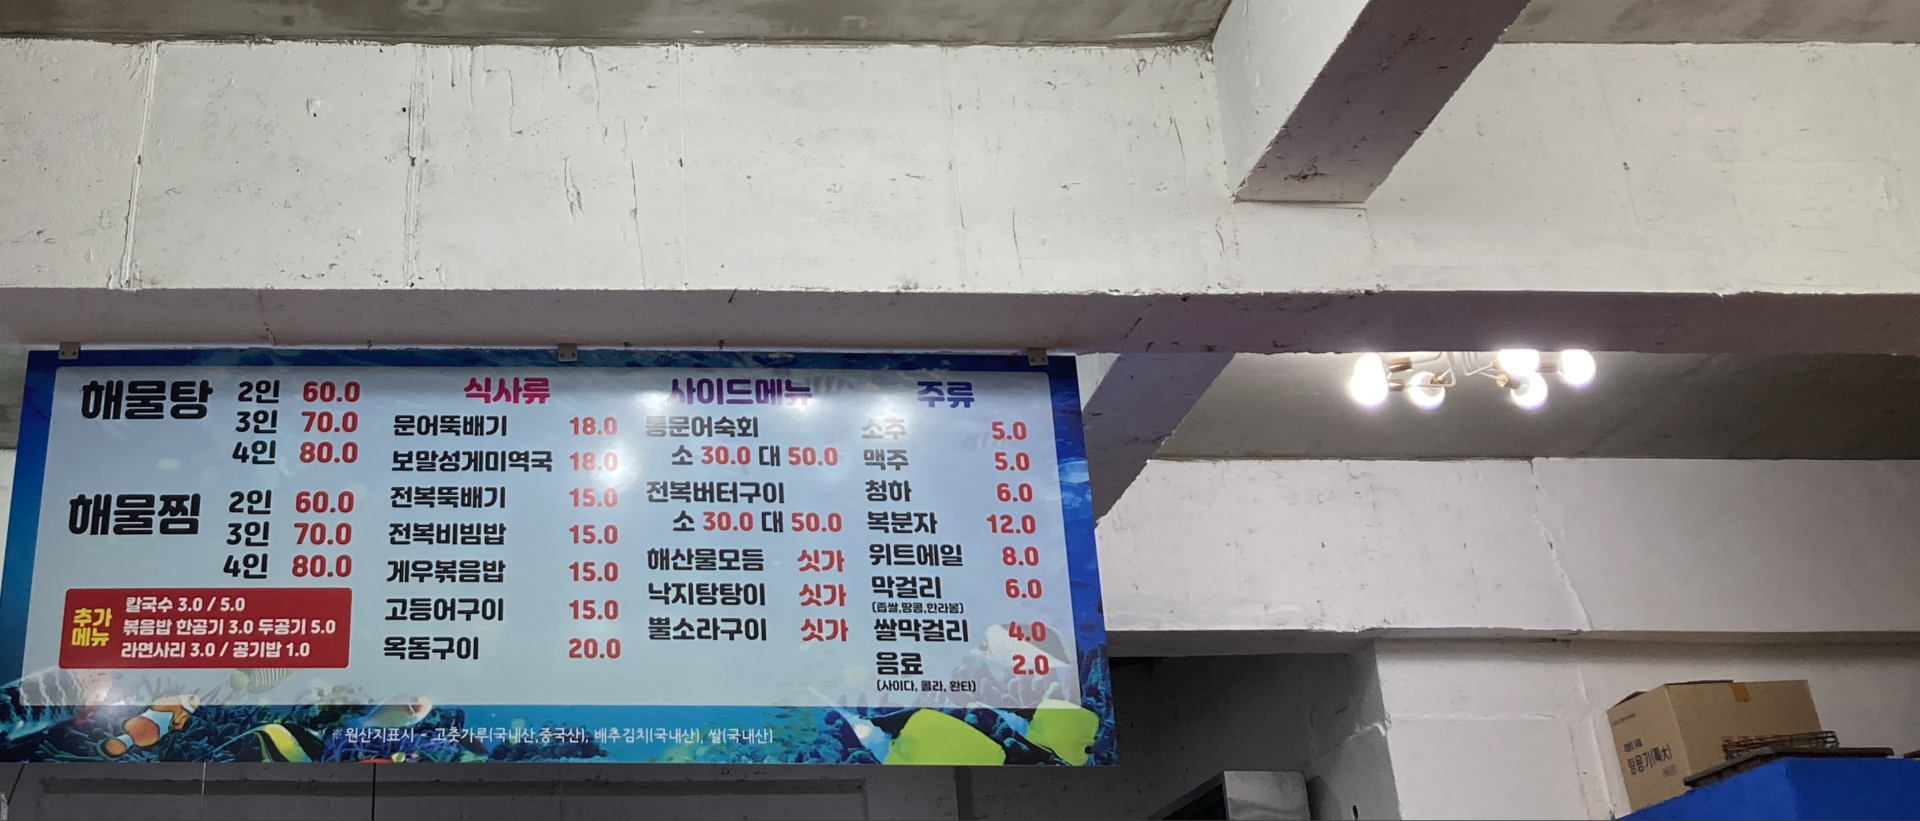 해물탕 2인 60.0
3인 70.0
4인 80.0
해물찜 2인 60.0
3인 70.0
4인 80.0
추가
메뉴
칼국수 3.0 / 5.0
볶음밥 한공기 3.0 두공기 5.0
라면사리 3.0 / 공기밥 1.0
식사류
문어뚝배기 18.0
보말성게미역국 18.0
전복뚝배기 15.0
전복비빔밥 15.0
게우볶음밥 15.0
고등어구이 15.0
옥돔구이 20.0
사이드메뉴
통문어숙회
소 30.0 대 50.0
전복버터구이
소 30.0 대 50.0
해산물모듬 싯가
낙지탕탕이 싯가
뿔소라구이 싯가
주류
소주 5.0
맥주 5.0
청하 6.0
복분자 12.0
위트에일 8.0
막걸리 6.0
(좁쌀,땅콩,한라봉)
쌀막걸리 4.0
음료 2.0
(사이다, 콜라, 환타)
※원산지표시 - 고춧가루(국내산,중국산), 배추김치(국내산), 쌀(국내산)
탕용기(특大)